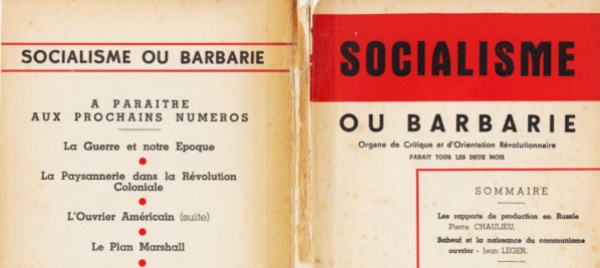 SOCIALISME OU BARBARIE
A PARAITRE
AUX PROCHAINS NUMEROS
La Guerre et notre Epoque
La Paysannerie dans la Révolution
Coloniale
L'Ouvrier Américain (suite)
Le Plan Marshall
SOCIALISME
OU BARBARIE
Organe de Critique et d'Orientation Révolutionnaire
PARAIT TOUS LES DEUX MOIS
SOMMAIRE
Les rapports de production en Russie
Pierre CHAULIEU.
Babeuf et la naissance du communisme
ouvrier - Jean LEGER.